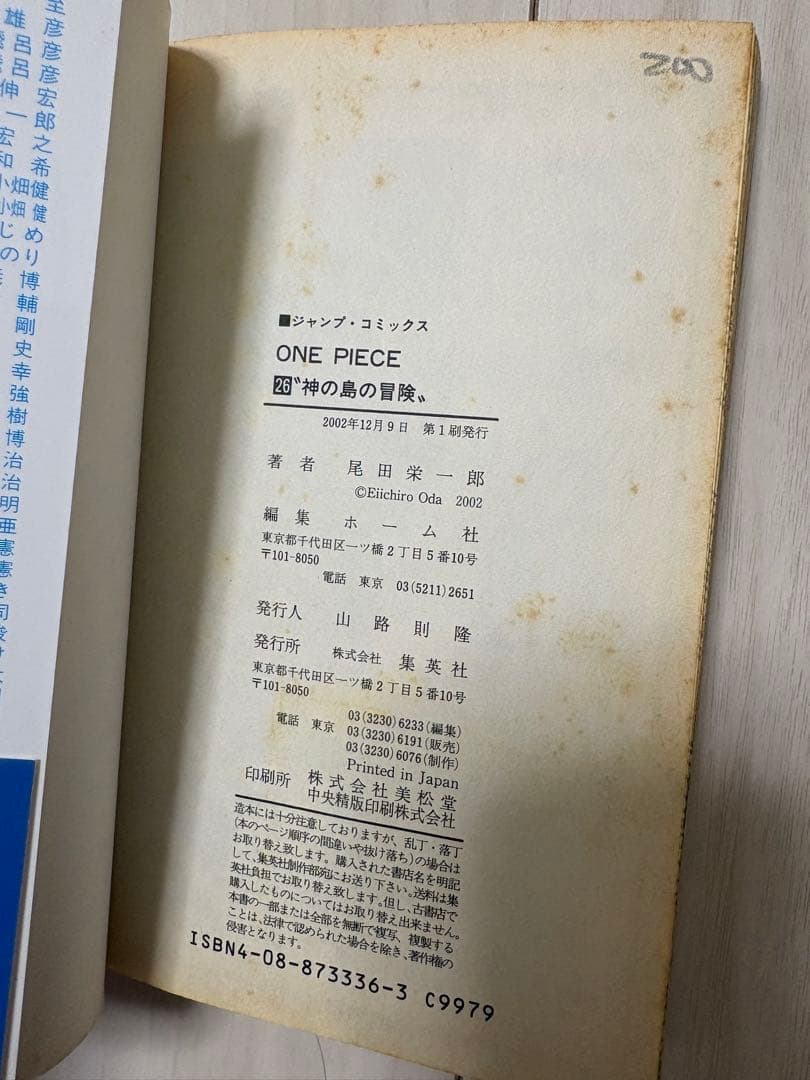 200
■ジャンプ・コミックス
ONE PIECE
26〝神の島の冒険〟
2002年12月9日 第1刷発行
著者 尾田栄一郎
©Eiichiro Oda 2002
編集 ホーム社
東京都千代田区一ツ橋2丁目5番10号
〒101-8050
電話 東京 03(5211)2651
発行人 山路則隆
発行所 株式会社 集英社
東京都千代田区一ツ橋2丁目5番10号
〒101-8050
03(3230)6233(編集)
電話 東京 03(3230)6191(販売)
03(3230)6076(制作)
Printed in Japan
印刷所 株式会社美松堂
中央精版印刷株式会社
造本には十分注意しておりますが、乱丁・落丁
(本のページ順序の間違いや抜け落ち)の場合は
お取り替え致します。購入された書店名を明記
して、集英社制作部宛にお送り下さい。送料は集
英社負担でお取り替え致します。但し、古書店で
購入したものについてはお取り替え出来ません。
本書の一部または全部を無断で複写、複製する
ことは、法律で認められた場合を除き、著作権の
侵害となります。
ISBN4-08-873336-3 C9979